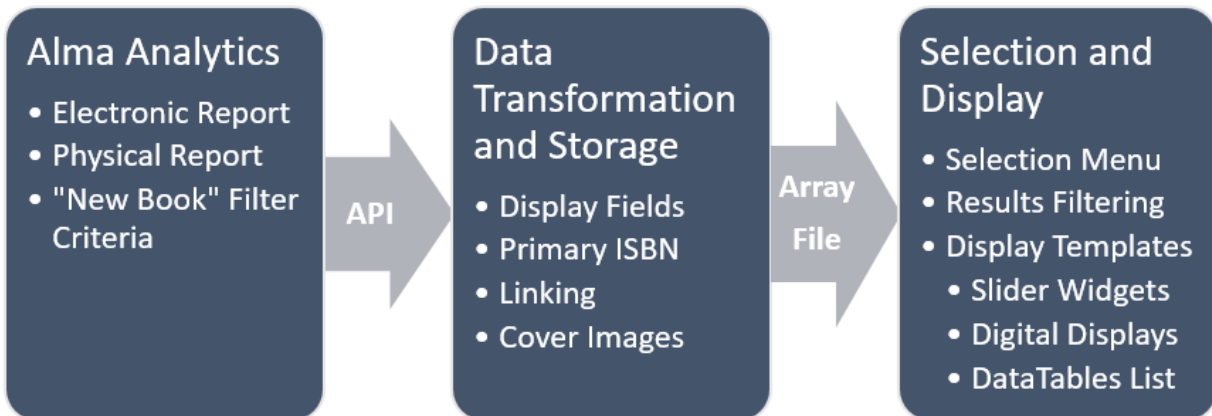 Alma Analytics
• Electronic Report
• Physical Report
• "New Book" Filter
Criteria
API
Data
Transformation
and Storage
• Display Fields
• Primary ISBN
• Linking
• Cover Images
Array
File
Selection and
Display
• Selection Menu
• Results Filtering
• Display Templates
• Slider Widgets
• Digital Displays
• DataTables List